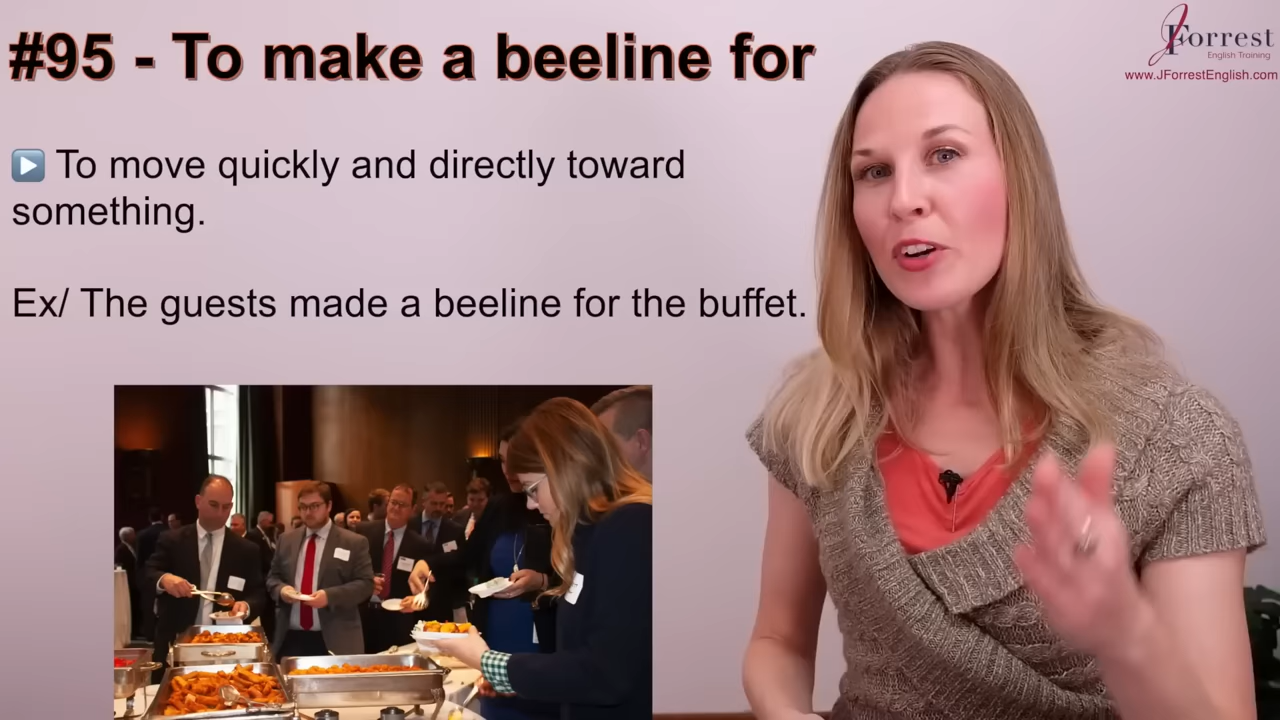 #95 - To make a beeline for
JForrest
English Training
www.JForrestEnglish.com
To move quickly and directly toward
something.
Ex/ The guests made a beeline for the buffet.